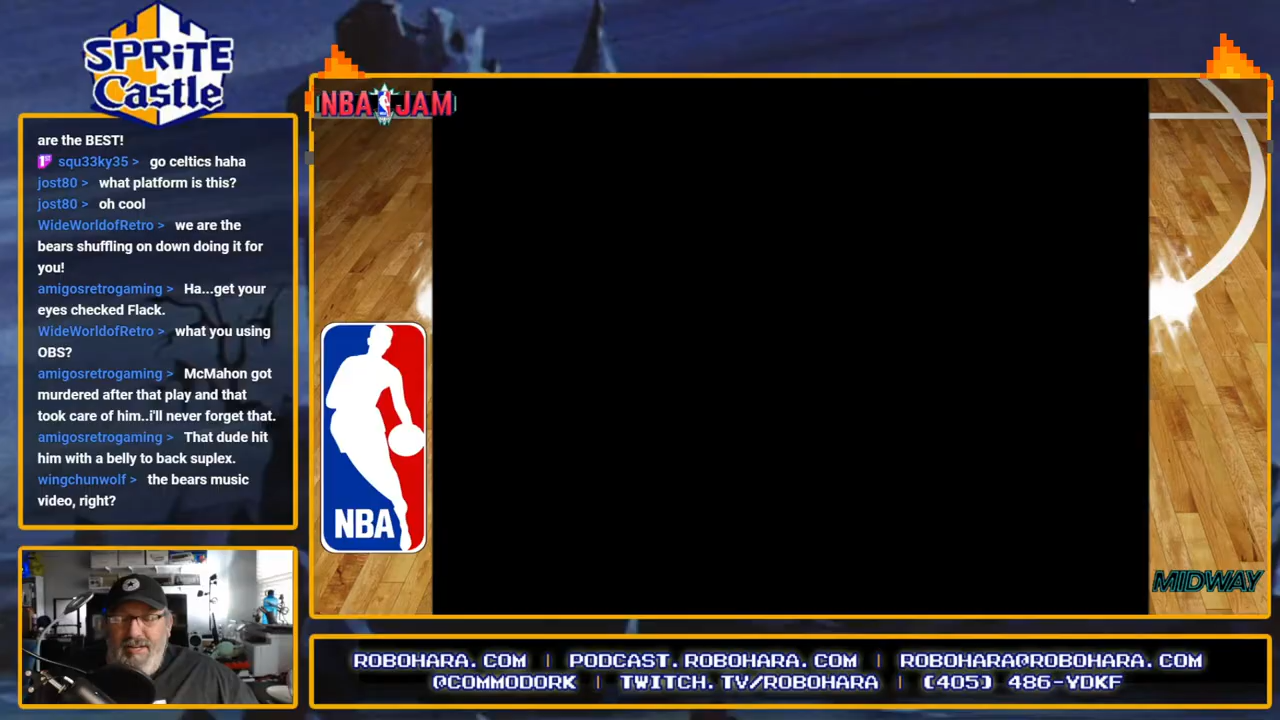 SPRiTE
Castle
NBA JAM
are the BEST!
squ33ky35 > go celtics haha
jost80 > what platform is this?
jost80 > oh cool
WideWorldofRetro > we are the
bears shuffling on down doing it for
you!
amigosretrogaming > Ha...get your
eyes checked Flack.
WideWorldofRetro > what you using
OBS?
amigosretrogaming > McMahon got
murdered after that play and that
took care of him..i'll never forget that.
amigosretrogaming > That dude hit
him with a belly to back suplex.
wingchunwolf > the bears music
video, right?
NBA
MIDWAY
ROBOHARA.COM | PODCAST.ROBOHARA.COM | ROBOHARA@ROBOHARA.COM
@COMMODORK | TWITCH.TV/ROBOHARA | (405) 486-YDKF